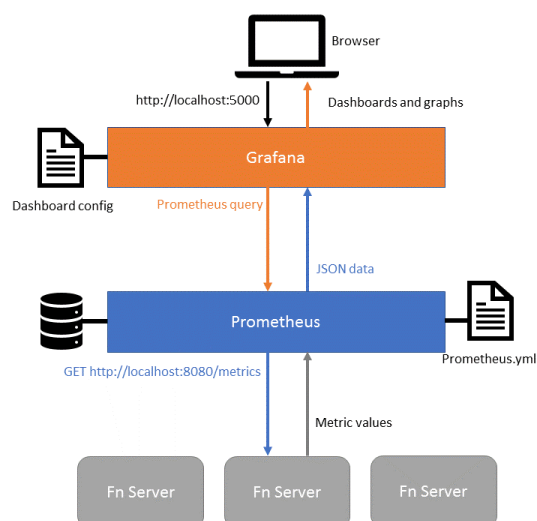 Browser
http://localhost:5000
Dashboards and graphs
Grafana
Dashboard config
Prometheus query
JSON data
Prometheus
Prometheus.yml
GET http://localhost:8080/metrics
Metric values
Fn Server
Fn Server
Fn Server